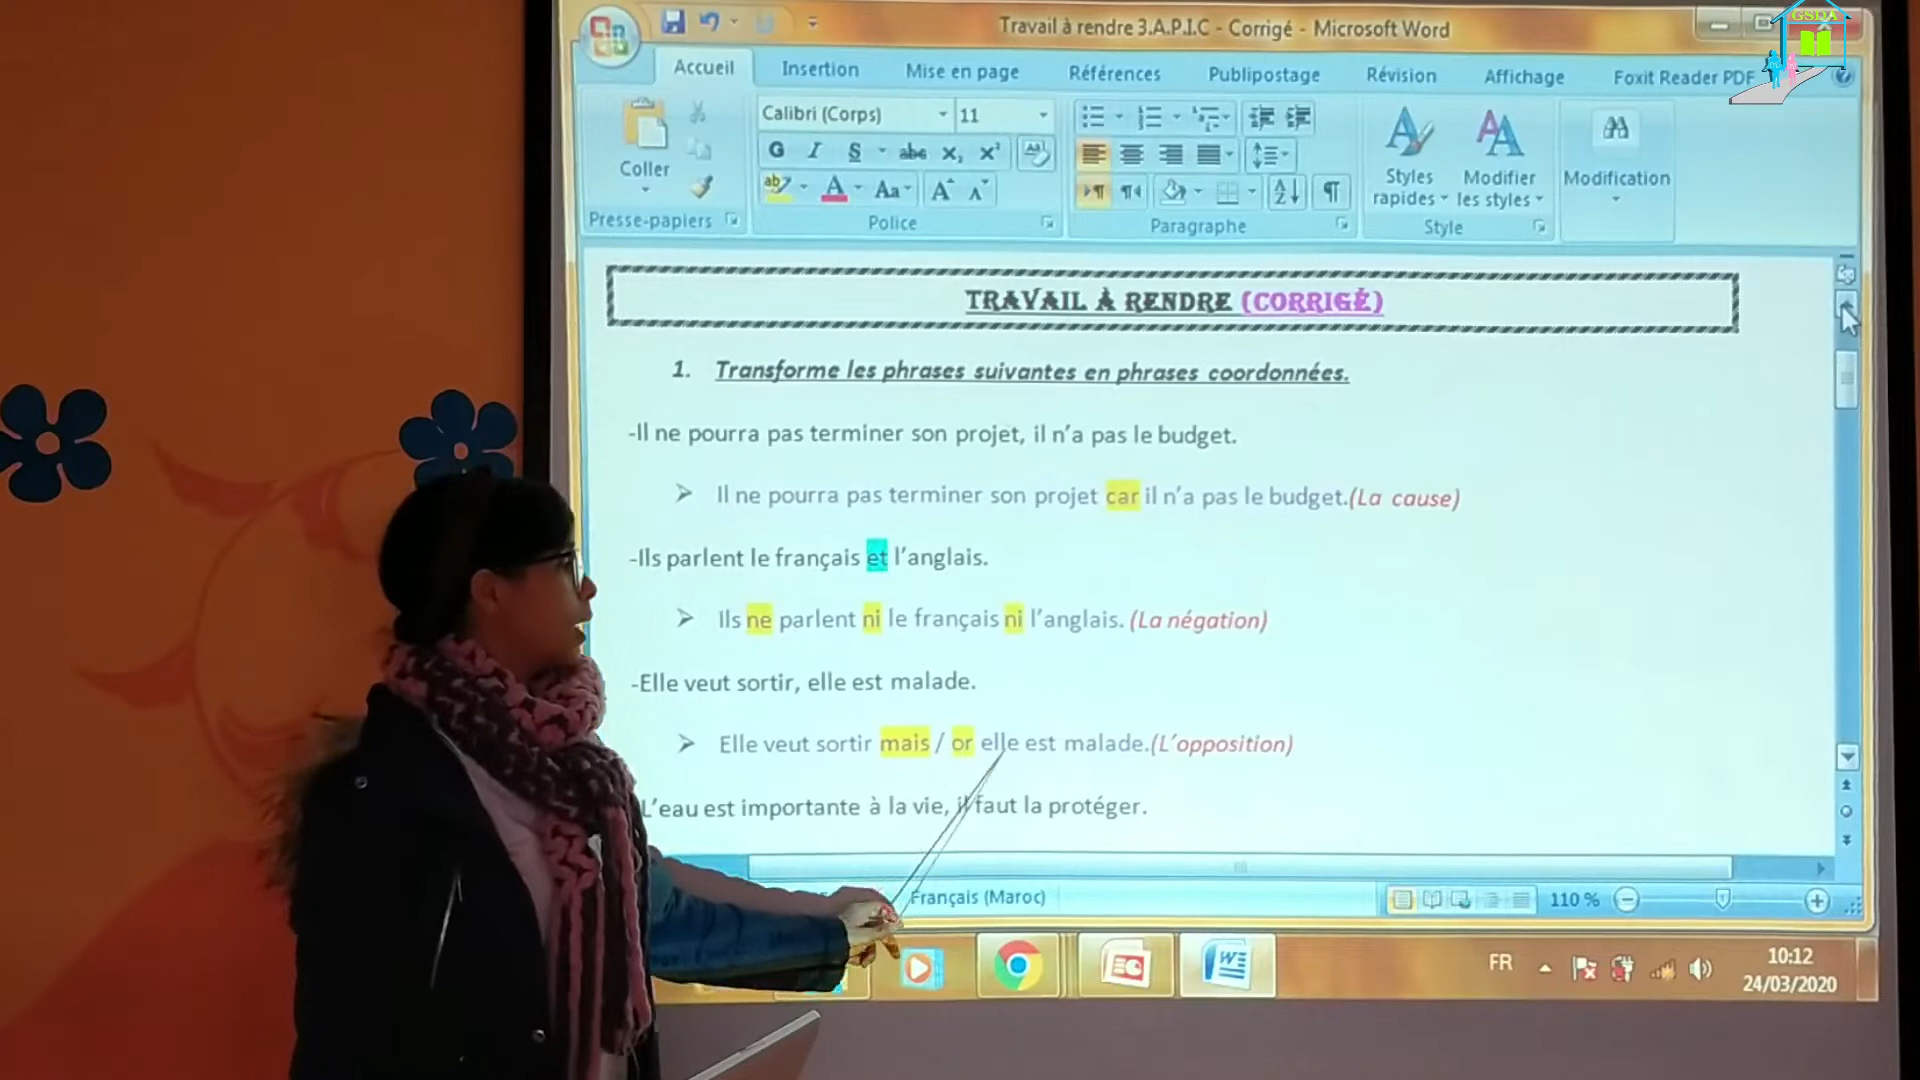 Travail à rendre 3.A.P.I.C - Corrigé - Microsoft Word
GSDA
Accueil Insertion Mise en page Références Publipostage Révision Affichage Foxit Reader PDF
Calibri (Corps) 11
G I S abc X₂ X² Aa
Coller
Styles rapides
Modifier les styles
Modification
Presse-papiers Police Paragraphe Style
TRAVAIL À RENDRE (CORRIGÉ)
1. Transforme les phrases suivantes en phrases coordonnées.
-Il ne pourra pas terminer son projet, il n’a pas le budget.
➢ Il ne pourra pas terminer son projet car il n’a pas le budget.(La cause)
-Ils parlent le français et l’anglais.
➢ Ils ne parlent ni le français ni l’anglais. (La négation)
-Elle veut sortir, elle est malade.
➢ Elle veut sortir mais / or elle est malade.(L’opposition)
L’eau est importante à la vie, il faut la protéger.
Français (Maroc) 110 %
FR 10:12
24/03/2020